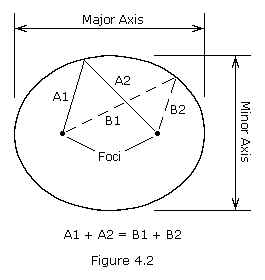 Major Axis
A1
A2
B1
B2
Minor Axis
Foci
A1 + A2 = B1 + B2
Figure 4.2